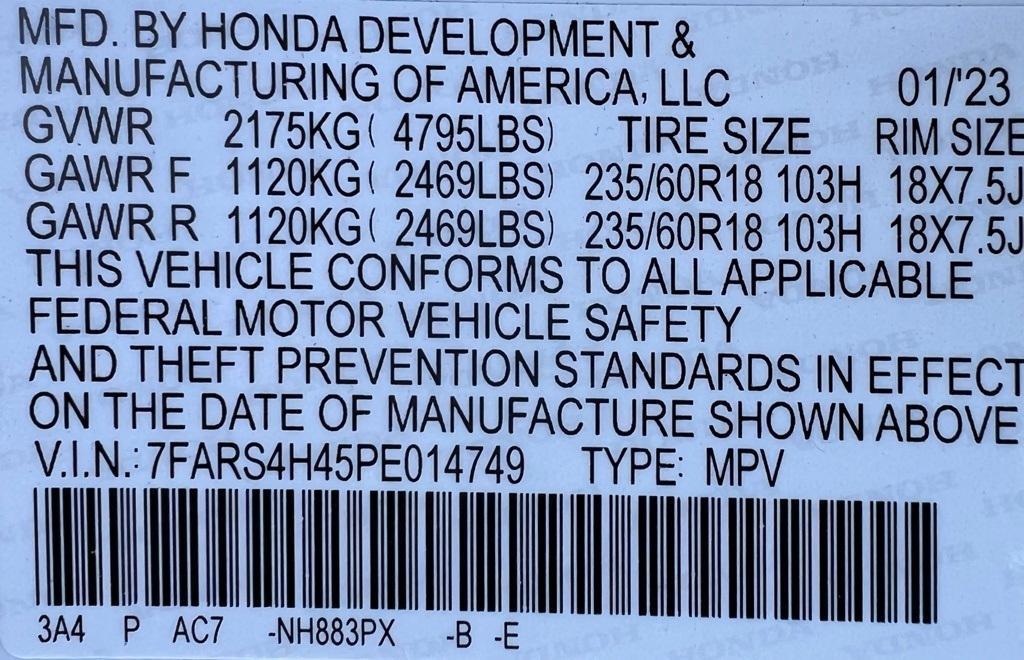 MFD. BY HONDA DEVELOPMENT &
MANUFACTURING OF AMERICA, LLC 01/'23
GVWR 2175KG( 4795LBS) TIRE SIZE RIM SIZE
GAWR F 1120KG( 2469LBS) 235/60R18 103H 18X7.5J
GAWR R 1120KG( 2469LBS) 235/60R18 103H 18X7.5J
THIS VEHICLE CONFORMS TO ALL APPLICABLE
FEDERAL MOTOR VEHICLE SAFETY
AND THEFT PREVENTION STANDARDS IN EFFECT
ON THE DATE OF MANUFACTURE SHOWN ABOVE
V.I.N.: 7FARS4H45PE014749 TYPE: MPV
3A4 P AC7 -NH883PX -B -E